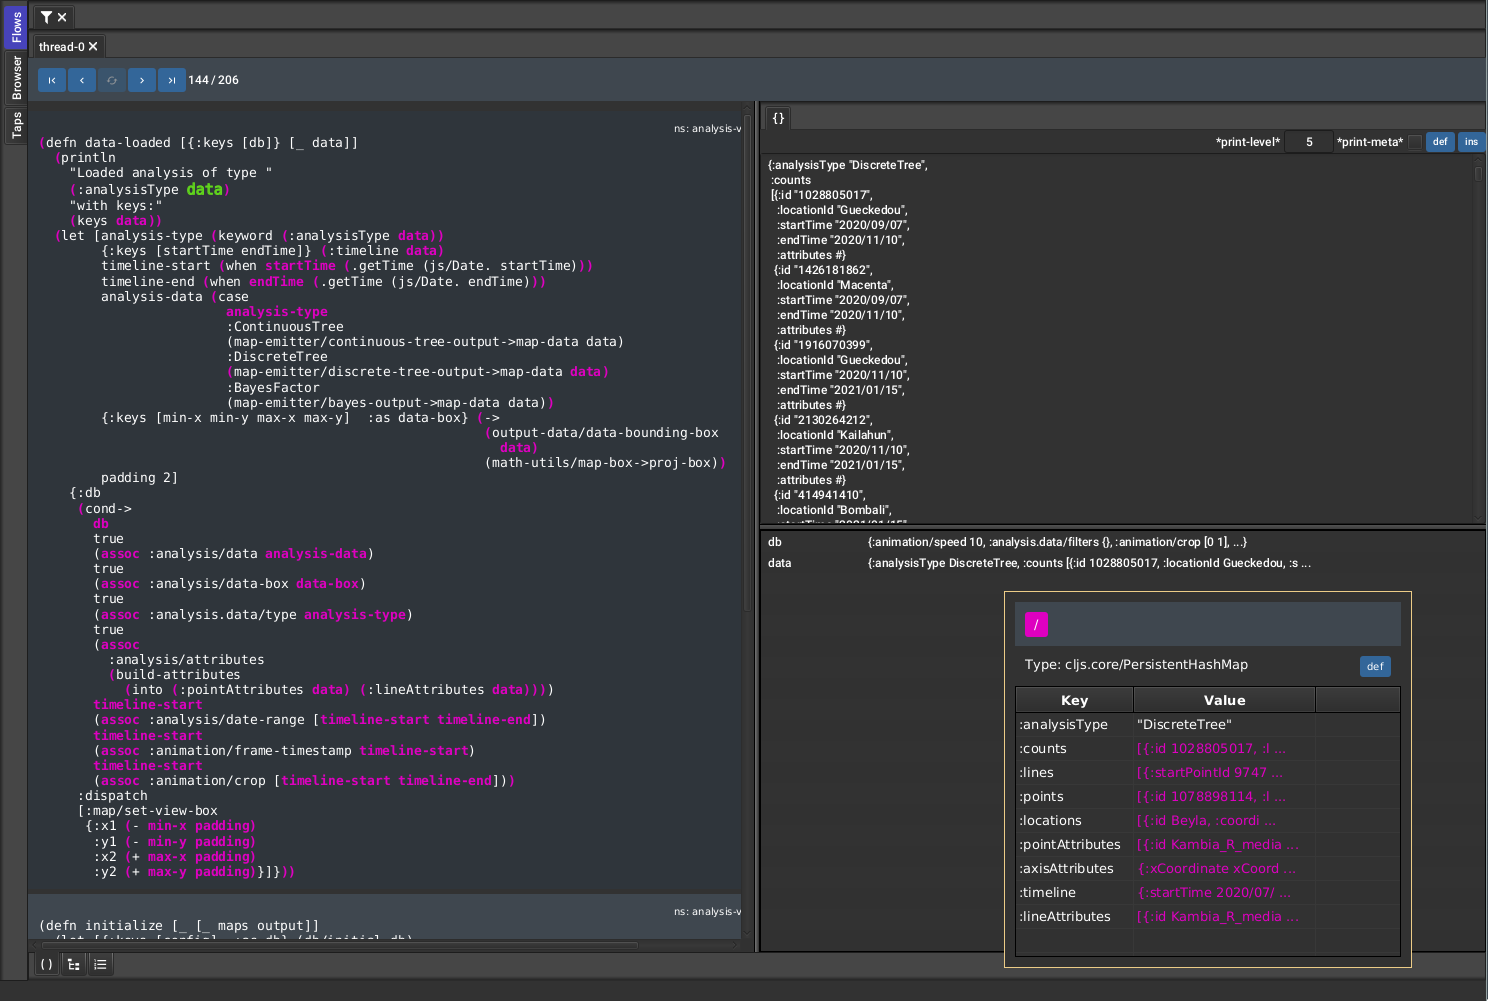 Flows
Browser
Taps
thread-0
144 / 206
ns: analysis-v
(defn data-loaded [{:keys [db]} [_ data]]
(println
"Loaded analysis of type "
(:analysisType data)
"with keys:"
(keys data))
(let [analysis-type (keyword (:analysisType data))
{:keys [startTime endTime]} (:timeline data)
timeline-start (when startTime (.getTime (js/Date. startTime)))
timeline-end (when endTime (.getTime (js/Date. endTime)))
analysis-data (case
analysis-type
:ContinuousTree
(map-emitter/continuous-tree-output->map-data data)
:DiscreteTree
(map-emitter/discrete-tree-output->map-data data)
:BayesFactor
(map-emitter/bayes-output->map-data data))
{:keys [min-x min-y max-x max-y]  :as data-box} (->
(output-data/data-bounding-box
data)
(math-utils/map-box->proj-box))
padding 2]
{:db
(cond->
db
true
(assoc :analysis/data analysis-data)
true
(assoc :analysis/data-box data-box)
true
(assoc :analysis.data/type analysis-type)
true
(assoc
:analysis/attributes
(build-attributes
(into (:pointAttributes data) (:lineAttributes data))))
timeline-start
(assoc :analysis/date-range [timeline-start timeline-end])
timeline-start
(assoc :animation/frame-timestamp timeline-start)
timeline-start
(assoc :animation/crop [timeline-start timeline-end]))
:dispatch
[:map/set-view-box
{:x1 (- min-x padding)
:y1 (- min-y padding)
:x2 (+ max-x padding)
:y2 (+ max-y padding)}]}))
ns: analysis-v
(defn initialize [_ [_ maps output]]
()
{}
*print-level* 5 *print-meta* def ins
{:analysisType "DiscreteTree",
:counts
[{:id "1028805017",
:locationId "Gueckedou",
:startTime "2020/09/07",
:endTime "2020/11/10",
:attributes #}
{:id "1426181862",
:locationId "Macenta",
:startTime "2020/09/07",
:endTime "2020/11/10",
:attributes #}
{:id "1916070399",
:locationId "Gueckedou",
:startTime "2020/11/10",
:endTime "2021/01/15",
:attributes #}
{:id "2130264212",
:locationId "Kailahun",
:startTime "2020/11/10",
:endTime "2021/01/15",
:attributes #}
{:id "414941410",
:locationId "Bombali",
db {:animation/speed 10, :analysis.data/filters {}, :animation/crop [0 1], ...}
data {:analysisType DiscreteTree, :counts [{:id 1028805017, :locationId Gueckedou, :s ...
/
Type: cljs.core/PersistentHashMap def
Key Value
:analysisType "DiscreteTree"
:counts [{:id 1028805017, :l ...
:lines [{:startPointId 9747 ...
:points [{:id 1078898114, :l ...
:locations [{:id Beyla, :coordi ...
:pointAttributes [{:id Kambia_R_media ...
:axisAttributes {:xCoordinate xCoord ...
:timeline {:startTime 2020/07/ ...
:lineAttributes [{:id Kambia_R_media ...